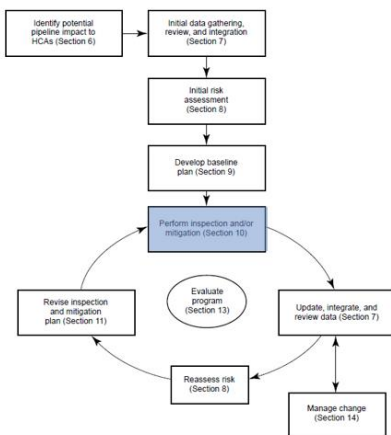 Identify potential
pipeline impact to
HCAs (Section 6)
Initial data gathering,
review, and integration
(Section 7)
Initial risk
assessment
(Section 8)
Develop baseline
plan (Section 9)
Perform inspection and/or
mitigation (Section 10)
Evaluate
program
(Section 13)
Revise inspection
and mitigation
plan (Section 11)
Update, integrate, and
review data (Section 7)
Reassess risk
(Section 8)
Manage change
(Section 14)